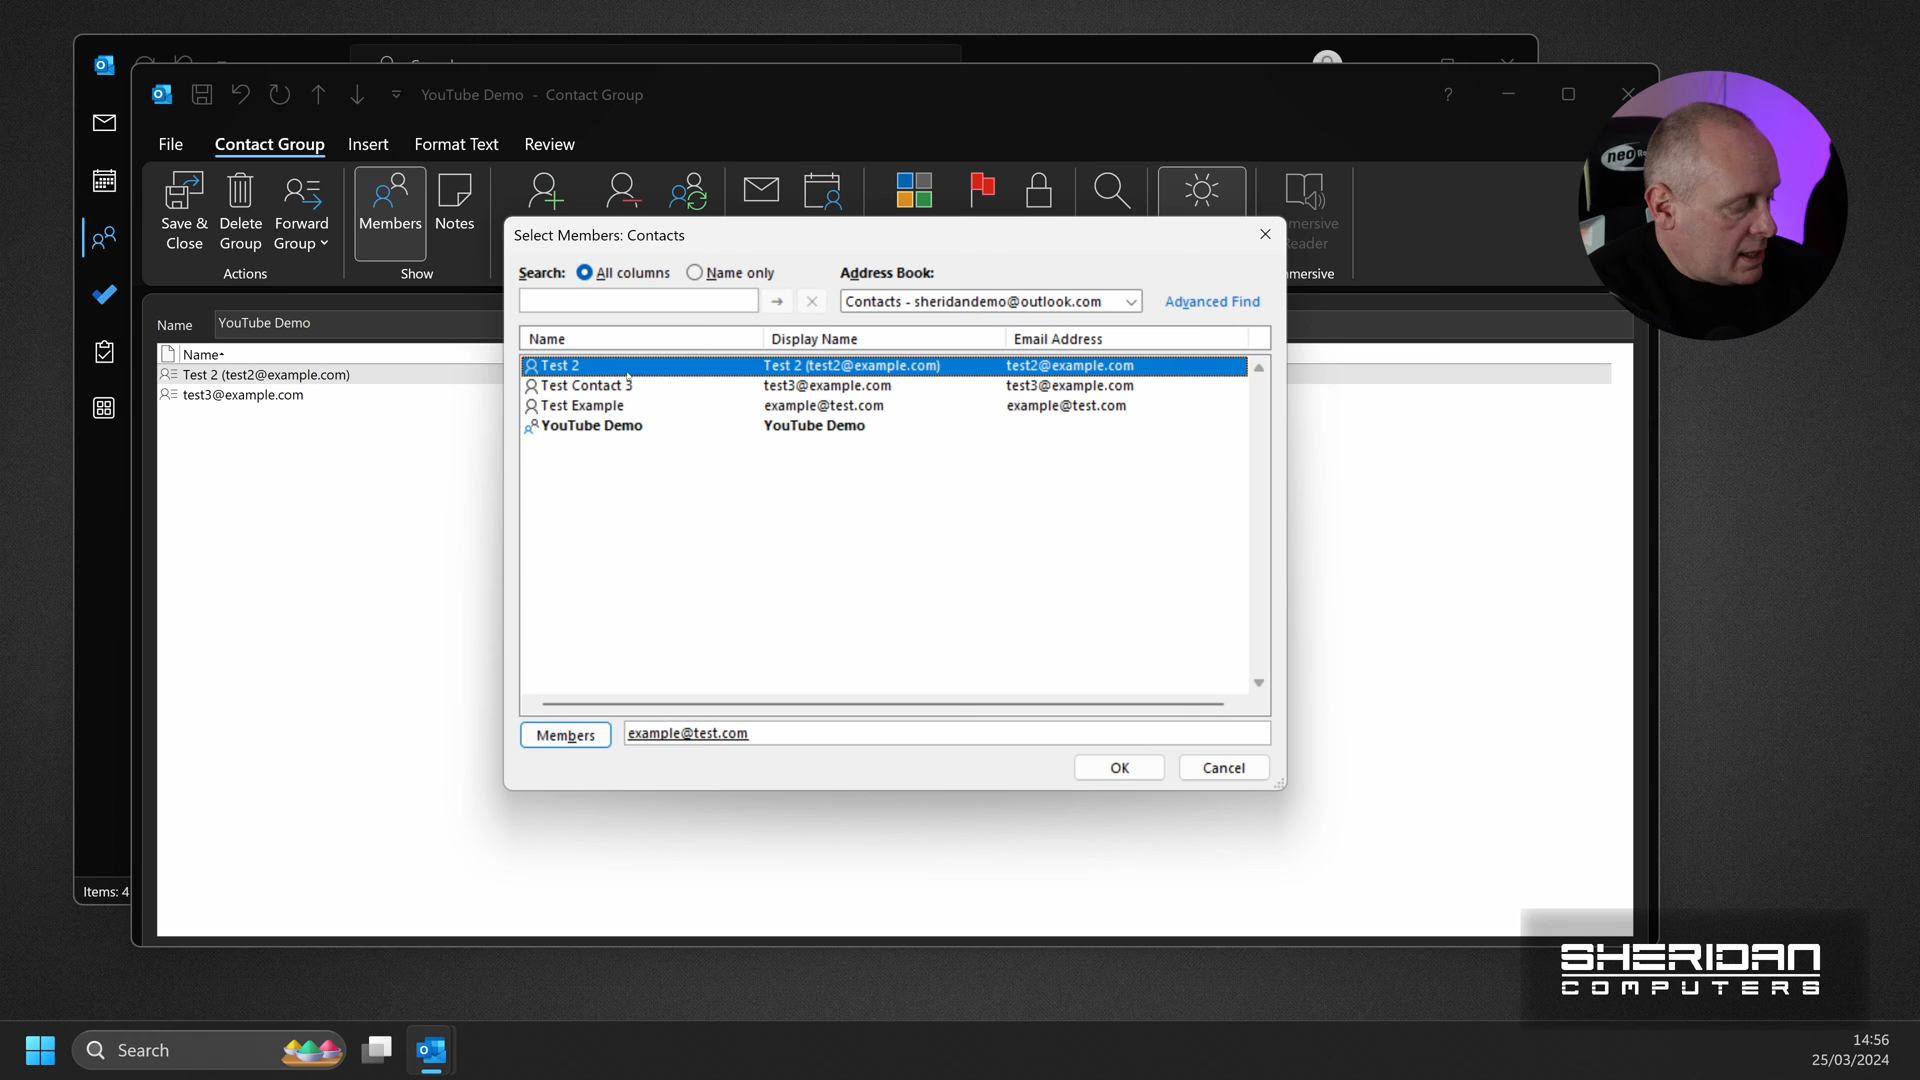 YouTube Demo - Contact Group
?
File
Contact Group
Insert
Format Text
Review
Save & Close
Delete Group
Forward Group
Members
Notes
Actions
Show
neo
Name
YouTube Demo
Name
Test 2 (test2@example.com)
test3@example.com
Select Members: Contacts
Search:
All columns
Name only
Address Book:
Contacts - sheridandemo@outlook.com
Advanced Find
Name
Display Name
Email Address
Test 2
Test 2 (test2@example.com)
test2@example.com
Test Contact 3
test3@example.com
test3@example.com
Test Example
example@test.com
example@test.com
YouTube Demo
YouTube Demo
Members
example@test.com
OK
Cancel
Items: 4
SHERIDAN
COMPUTERS
Search
14:56
25/03/2024